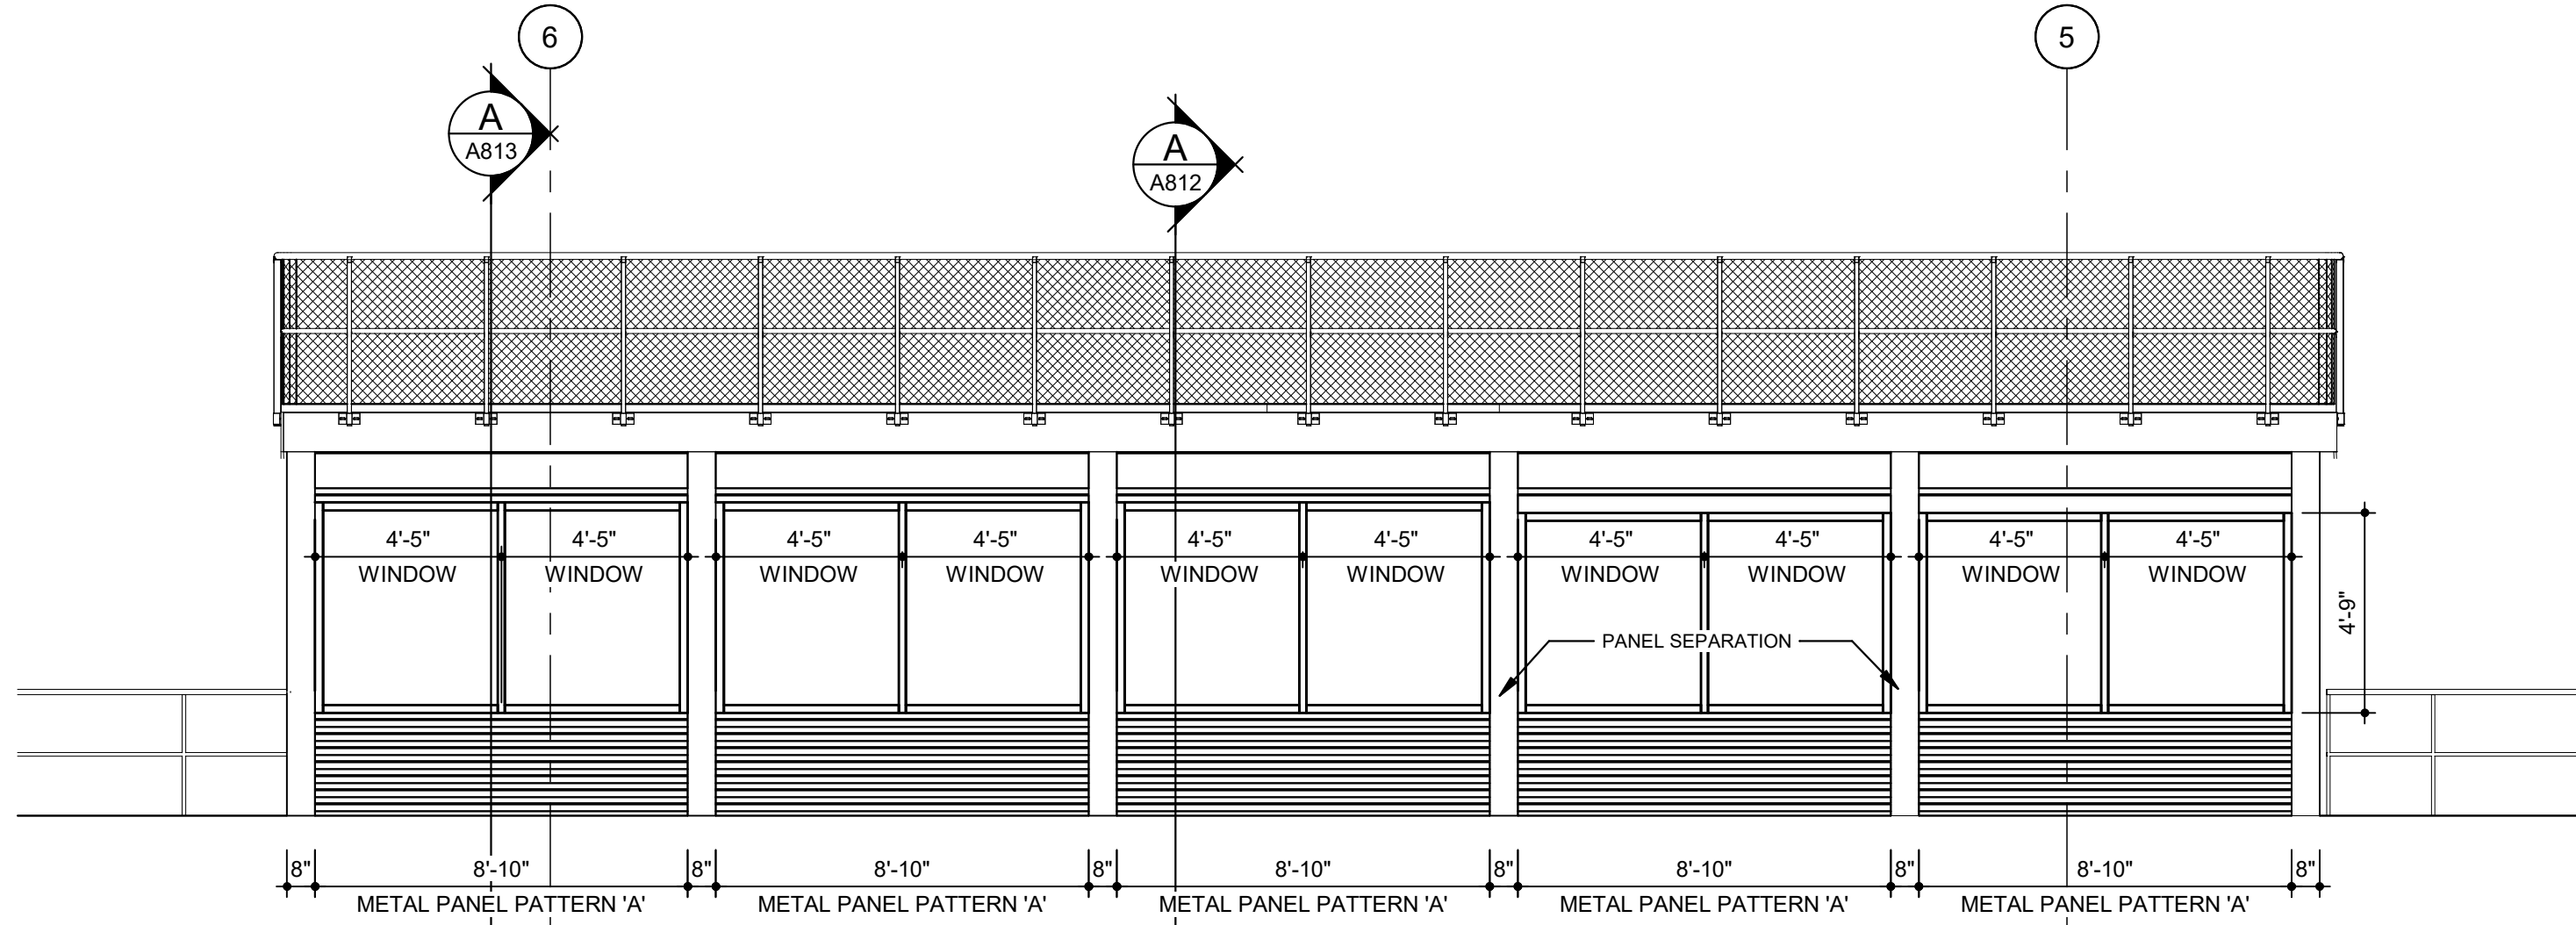 6
5
A
A813
A
A812
4'-5" 4'-5" 4'-5" 4'-5" 4'-5" 4'-5" 4'-5" 4'-5" 4'-5" 4'-5"
WINDOW WINDOW WINDOW WINDOW WINDOW WINDOW WINDOW WINDOW WINDOW WINDOW
4'-9"
PANEL SEPARATION
8" 8'-10" 8" 8'-10" 8" 8'-10" 8" 8'-10" 8" 8'-10" 8"
METAL PANEL PATTERN 'A' METAL PANEL PATTERN 'A' METAL PANEL PATTERN 'A' METAL PANEL PATTERN 'A' METAL PANEL PATTERN 'A'